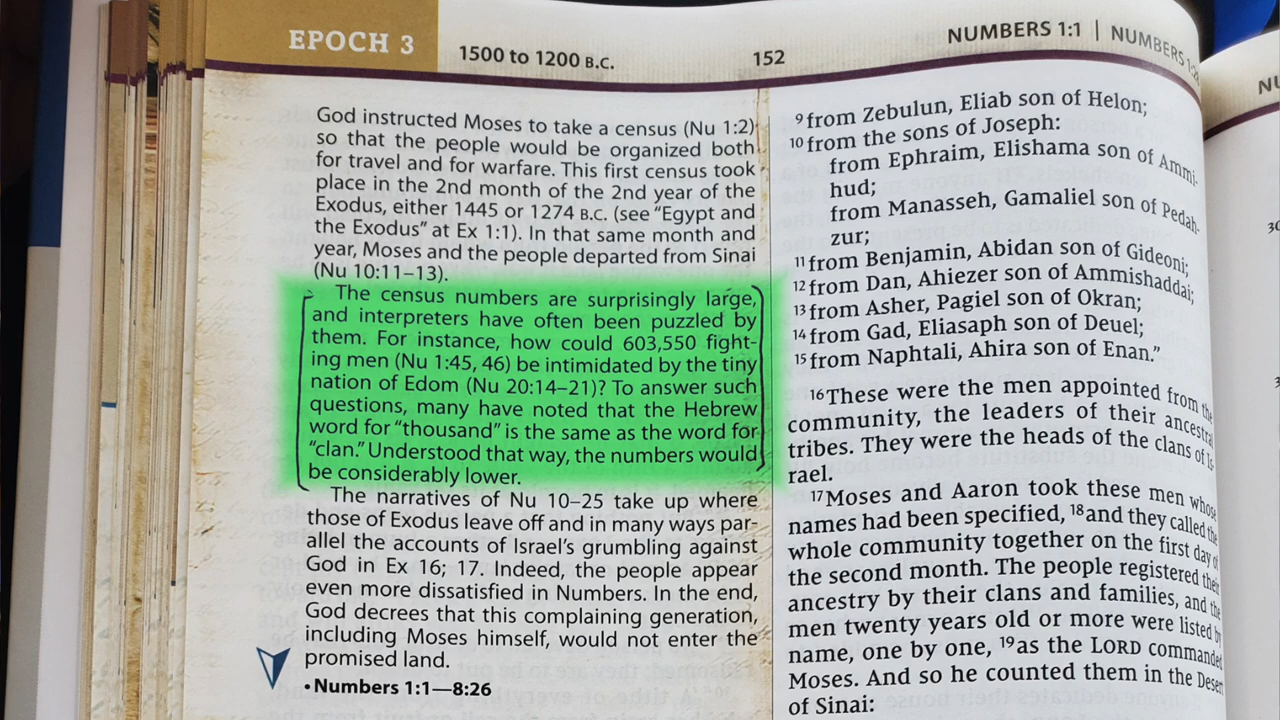 EPOCH 3
1500 to 1200 B.C.
152
NUMBERS 1:1 | NUMBERS
God instructed Moses to take a census (Nu 1:2)
so that the people would be organized both
for travel and for warfare. This first census took
place in the 2nd month of the 2nd year of the
Exodus, either 1445 or 1274 B.C. (see “Egypt and
the Exodus” at Ex 1:1). In that same month and
year, Moses and the people departed from Sinai
(Nu 10:11–13).
The census numbers are surprisingly large,
and interpreters have often been puzzled by
them. For instance, how could 603,550 fight-
ing men (Nu 1:45, 46) be intimidated by the tiny
nation of Edom (Nu 20:14–21)? To answer such
questions, many have noted that the Hebrew
word for “thousand” is the same as the word for
“clan.” Understood that way, the numbers would
be considerably lower.
The narratives of Nu 10–25 take up where
those of Exodus leave off and in many ways par-
allel the accounts of Israel’s grumbling against
God in Ex 16; 17. Indeed, the people appear
even more dissatisfied in Numbers. In the end,
God decrees that this complaining generation,
including Moses himself, would not enter the
promised land.
• Numbers 1:1—8:26
9 from Zebulun, Eliab son of Helon;
10 from the sons of Joseph:
from Ephraim, Elishama son of Ammi-
hud;
from Manasseh, Gamaliel son of Pedah-
zur;
11 from Benjamin, Abidan son of Gideoni;
12 from Dan, Ahiezer son of Ammishaddai;
13 from Asher, Pagiel son of Okran;
14 from Gad, Eliasaph son of Deuel;
15 from Naphtali, Ahira son of Enan.”
16 These were the men appointed from the
community, the leaders of their ancestral
tribes. They were the heads of the clans of Is-
rael.
17 Moses and Aaron took these men whose
names had been specified, 18 and they called the
whole community together on the first day of
the second month. The people registered their
ancestry by their clans and families, and the
men twenty years old or more were listed by
name, one by one, 19 as the LORD commanded
Moses. And so he counted them in the Desert
of Sinai: